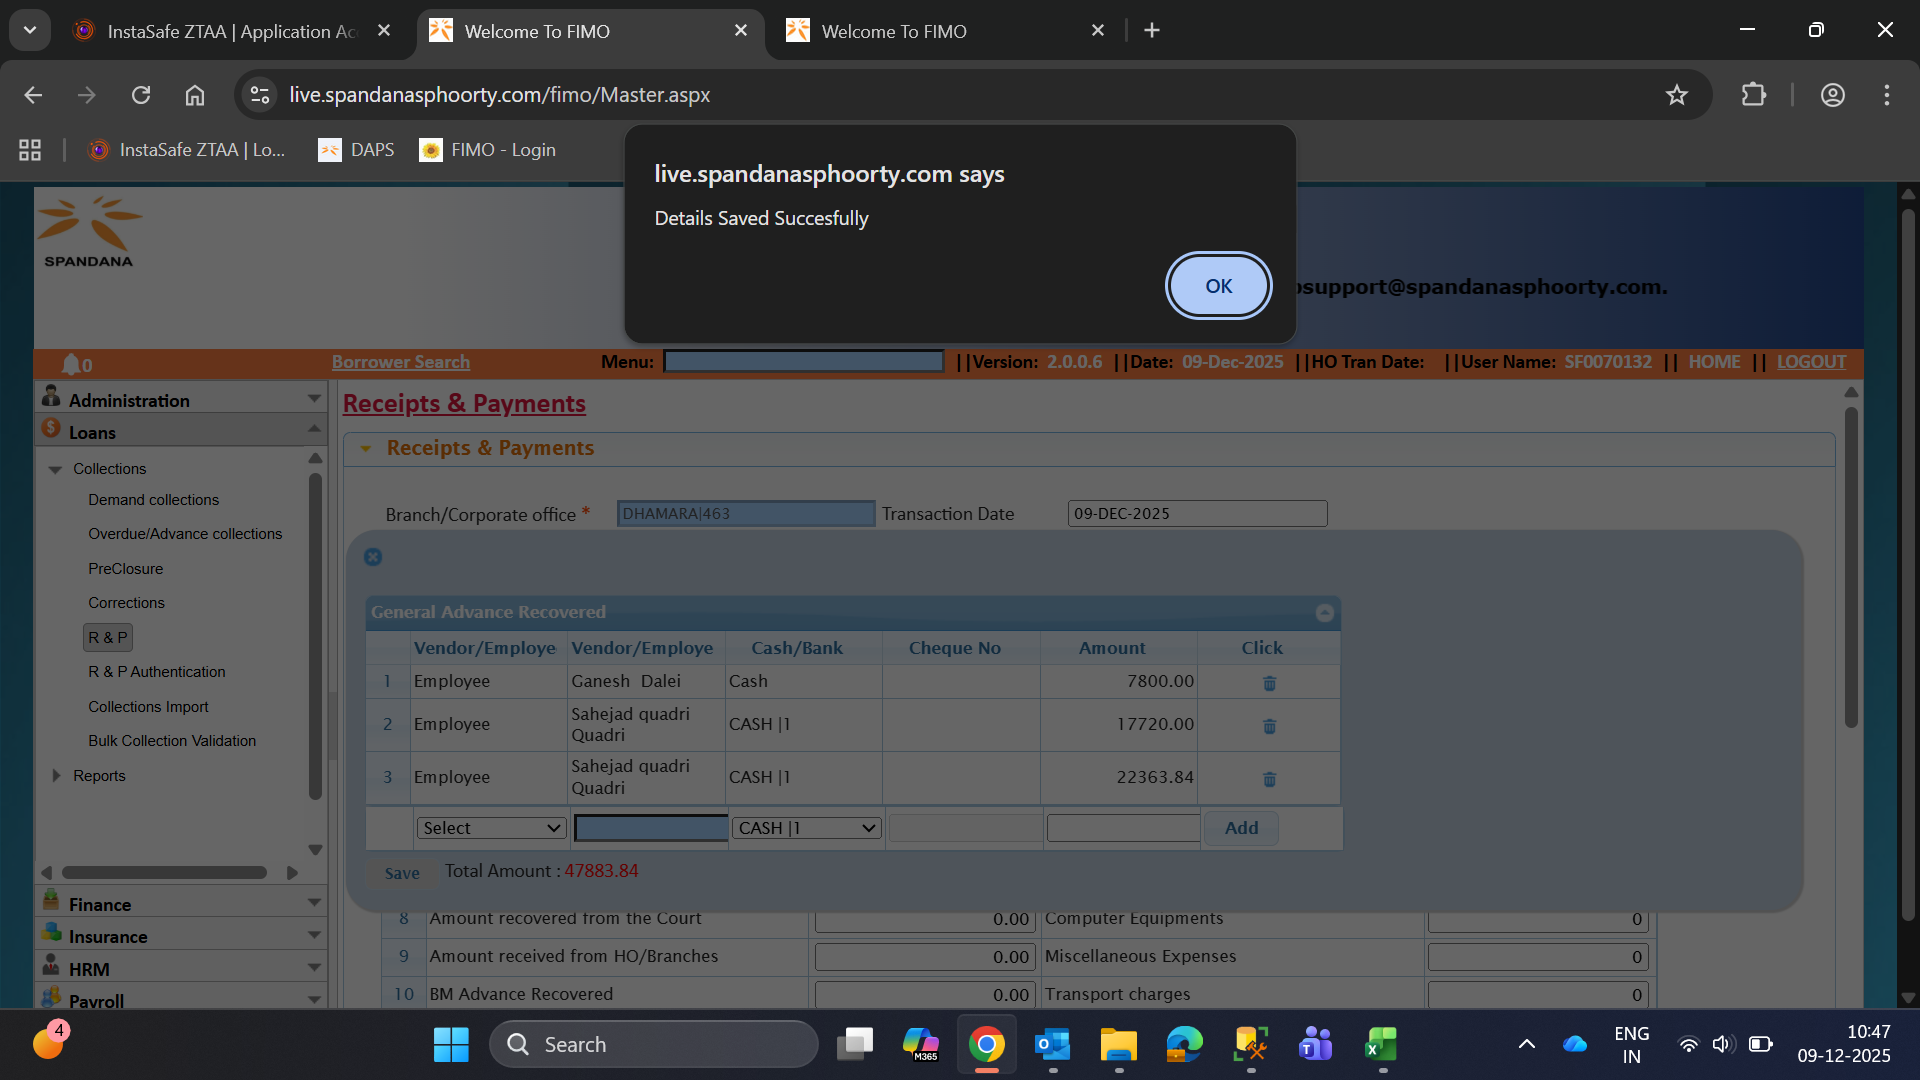 InstaSafe ZTAA | Application Ac
Welcome To FIMO
Welcome To FIMO
live.spandanasphoorty.com/fimo/Master.aspx
InstaSafe ZTAA | Lo...
DAPS
FIMO - Login
live.spandanasphoorty.com says
Details Saved Succesfully
OK
SPANDANA
support@spandanasphoorty.com.
0
Borrower Search
Menu:
||Version: 2.0.0.6 ||Date: 09-Dec-2025 ||HO Tran Date: ||User Name: SF0070132 || HOME || LOGOUT
Administration
Loans
Collections
Demand collections
Overdue/Advance collections
PreClosure
Corrections
R & P
R & P Authentication
Collections Import
Bulk Collection Validation
Reports
Finance
Insurance
HRM
Payroll
Receipts & Payments
Receipts & Payments
Branch/Corporate office * DHAMARA|463 Transaction Date 09-DEC-2025
General Advance Recovered
Vendor/Employe Vendor/Employe Cash/Bank Cheque No Amount Click
1 Employee Ganesh Dalei Cash 7800.00
2 Employee Sahejad quadri Quadri CASH |1 17720.00
3 Employee Sahejad quadri Quadri CASH |1 22363.84
Select CASH |1 Add
Save Total Amount : 47883.84
8 Amount recovered from the Court 0.00 Computer Equipments 0
9 Amount received from HO/Branches 0.00 Miscellaneous Expenses 0
10 BM Advance Recovered 0.00 Transport charges 0
4
Search
M365
ENG
IN
10:47
09-12-2025